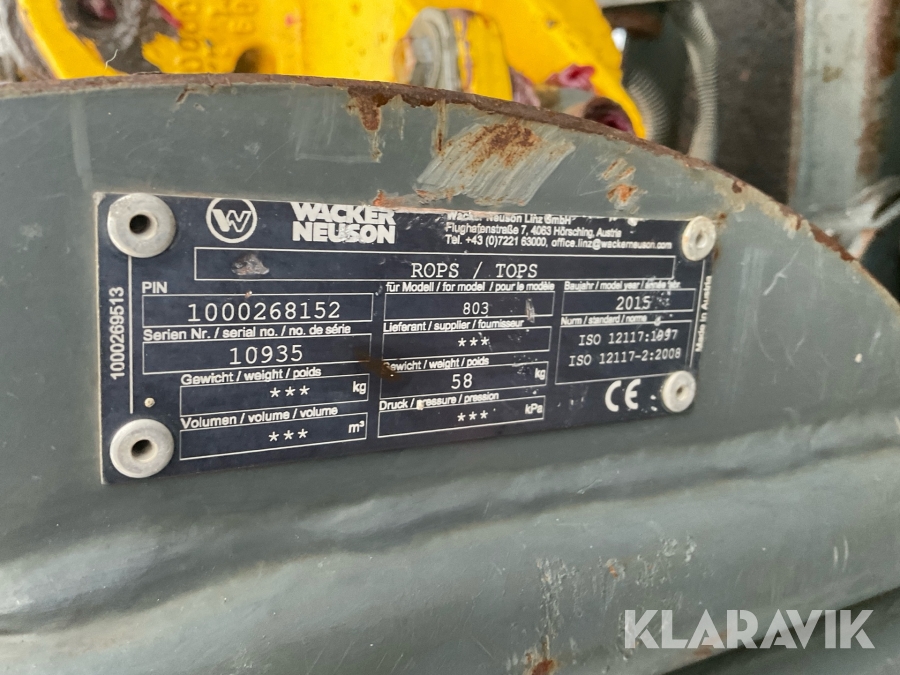 WACKER
NEUSON
Wacker Neuson Linz GmbH
Flughafenstraße 7, 4063 Hörsching, Austria
Tel. +43 (0)7221 63000, office.linz@wackerneuson.com
ROPS / TOPS
PIN
1000268152
Serien Nr. / serial no. / no. de série
10935
Gewicht / weight / poids
*** kg
Volumen / volume / volume
*** m³
für Modell / for model / pour le modèle
803
Lieferant / supplier / fournisseur
***
Gewicht / weight / poids
58 kg
Druck / pressure / pression
*** kPa
Baujahr / model year / année fabr.
2015
Norm / standard / norme
ISO 12117:1997
ISO 12117-2:2008
CE
Made in Austria
1000269513
KLARAVIK